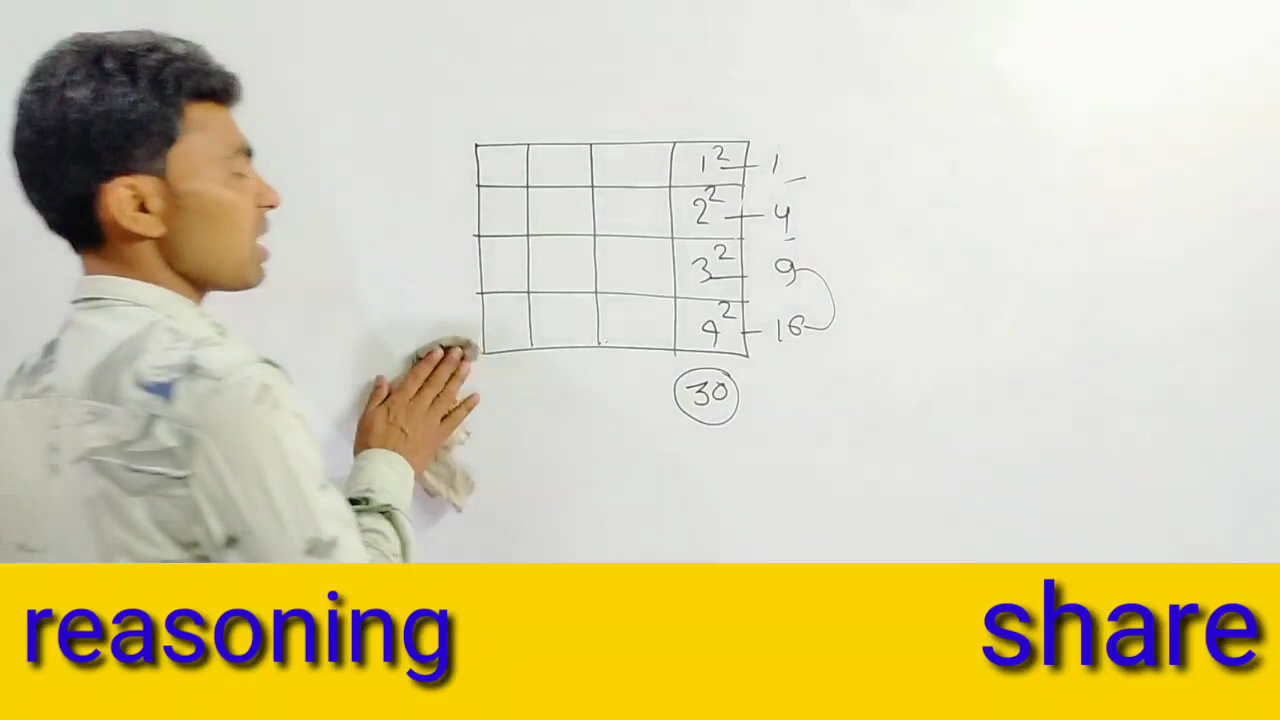 1² — 1
2² — 4
3² — 9
4² — 16
30
reasoning
share